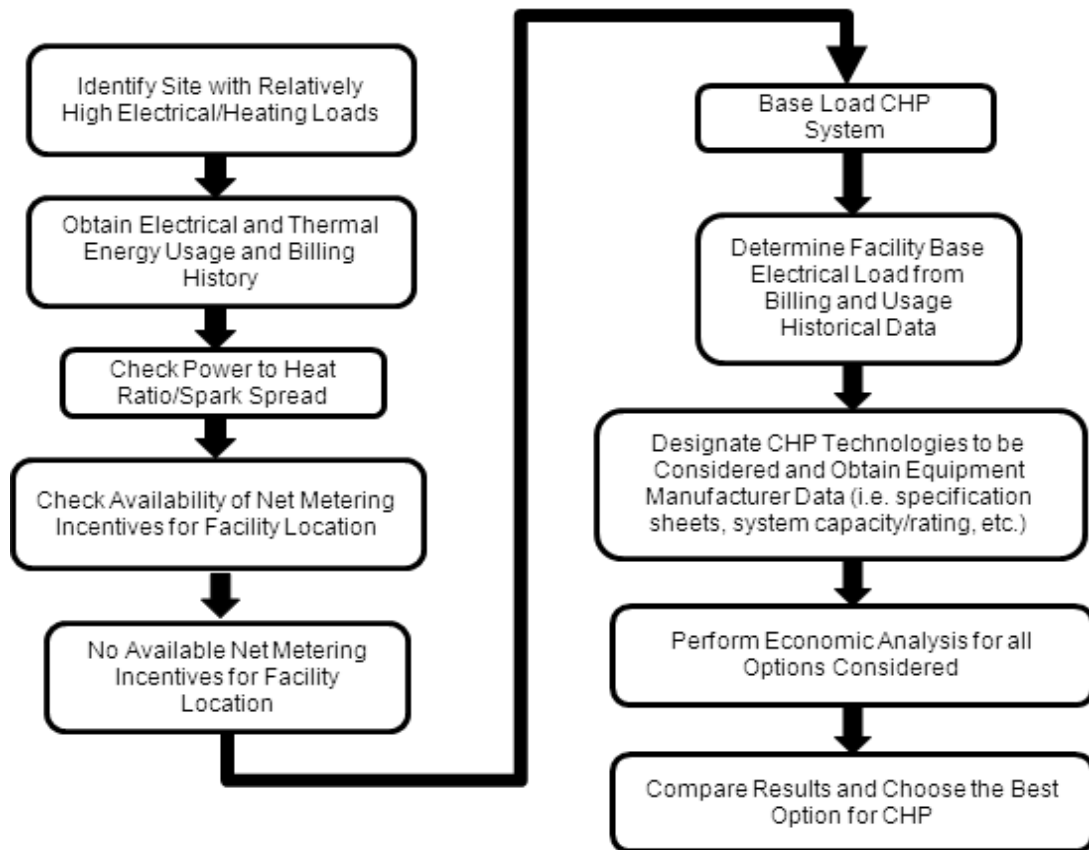 Identify Site with Relatively
High Electrical/Heating Loads
Obtain Electrical and Thermal
Energy Usage and Billing
History
Check Power to Heat
Ratio/Spark Spread
Check Availability of Net Metering
Incentives for Facility Location
No Available Net Metering
Incentives for Facility
Location
Base Load CHP
System
Determine Facility Base
Electrical Load from
Billing and Usage
Historical Data
Designate CHP Technologies to be
Considered and Obtain Equipment
Manufacturer Data (i.e. specification
sheets, system capacity/rating, etc.)
Perform Economic Analysis for all
Options Considered
Compare Results and Choose the Best
Option for CHP